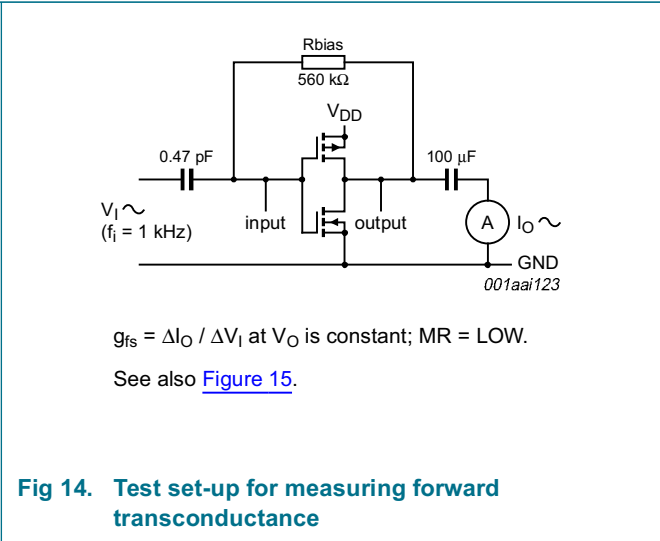 Rbias
560 kΩ
VDD
0.47 pF
100 μF
VI
(fi = 1 kHz)
input
output
A
IO
GND
001aai123
gfs = ΔIO / ΔVI at VO is constant; MR = LOW.
See also Figure 15.
Fig 14. Test set-up for measuring forward
transconductance